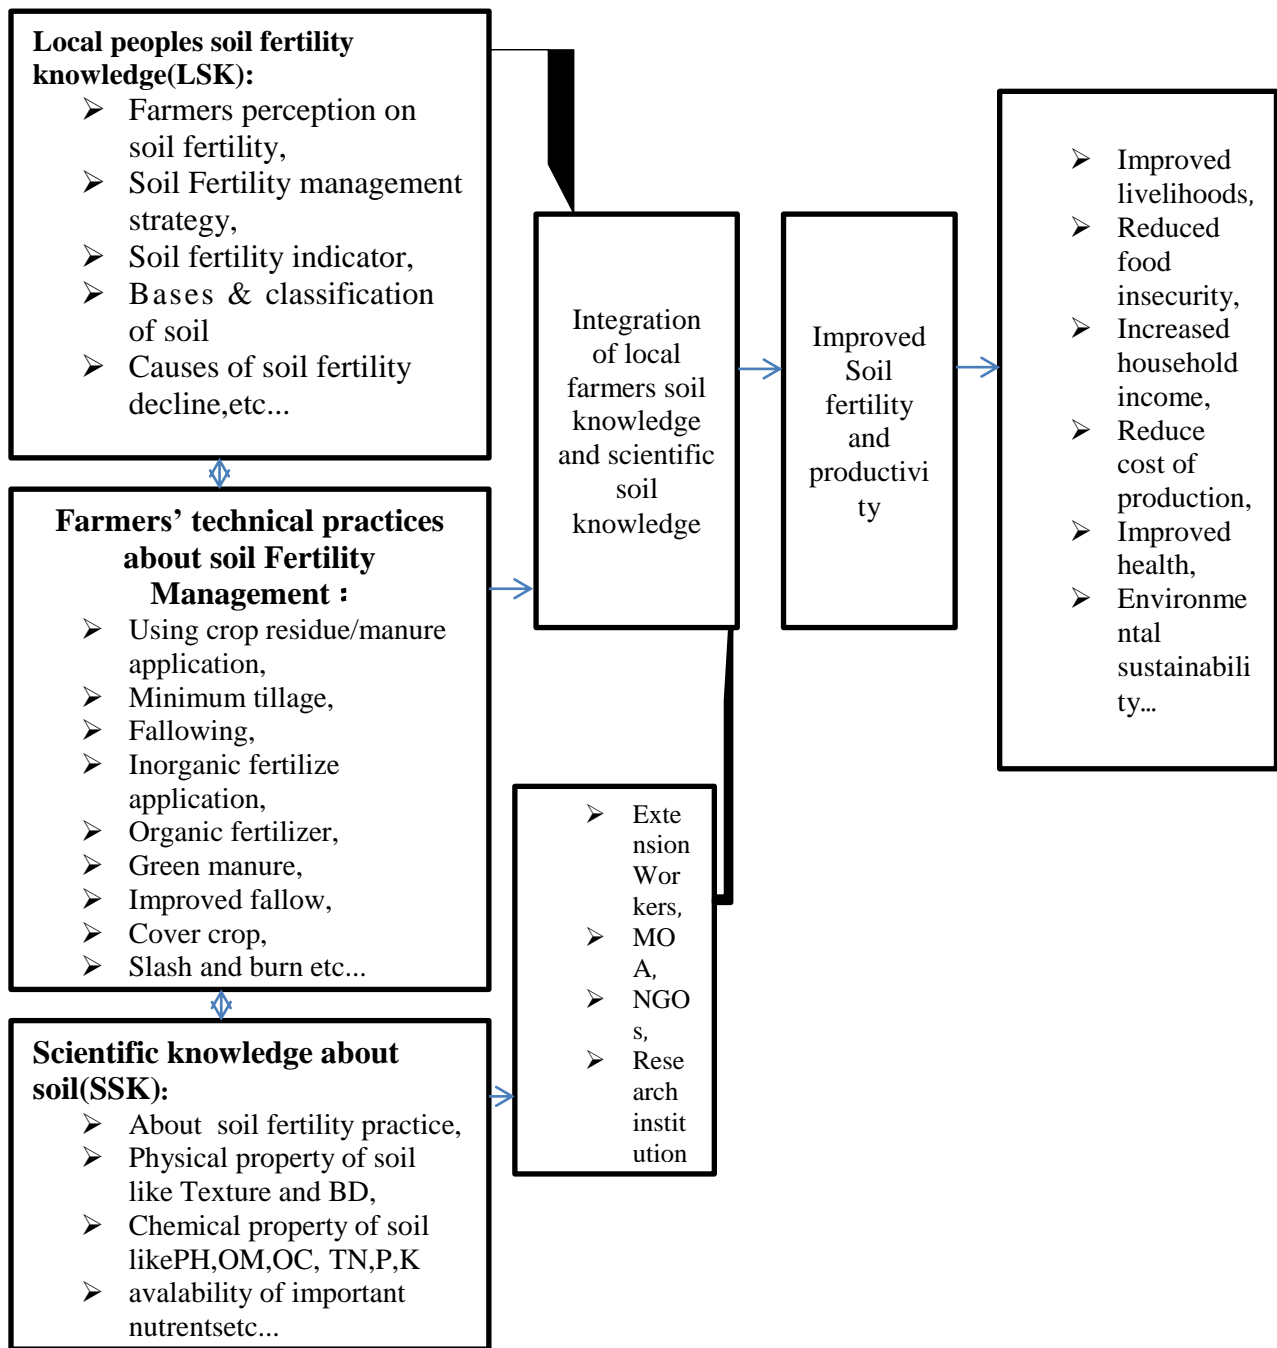 Local peoples soil fertility
knowledge(LSK):
➢ Farmers perception on
soil fertility,
➢ Soil Fertility management
strategy,
➢ Soil fertility indicator,
➢ Bases & classification
of soil
➢ Causes of soil fertility
decline,etc...
Farmers’ technical practices
about soil Fertility
Management：
➢ Using crop residue/manure
application,
➢ Minimum tillage,
➢ Fallowing,
➢ Inorganic fertilize
application,
➢ Organic fertilizer,
➢ Green manure,
➢ Improved fallow,
➢ Cover crop,
➢ Slash and burn etc...
Scientific knowledge about
soil(SSK):
➢ About soil fertility practice,
➢ Physical property of soil
like Texture and BD,
➢ Chemical property of soil
likePH,OM,OC, TN,P,K
➢ avalability of important
nutrentsetc...
Integration
of local
farmers soil
knowledge
and scientific
soil
knowledge
➢ Exte
nsion
Wor
kers,
➢ MO
A,
➢ NGO
s,
➢ Rese
arch
instit
ution
Improved
Soil
fertility
and
productivi
ty
➢ Improved
livelihoods,
➢ Reduced
food
insecurity,
➢ Increased
household
income,
➢ Reduce
cost of
production,
➢ Improved
health,
➢ Environme
ntal
sustainabili
ty...